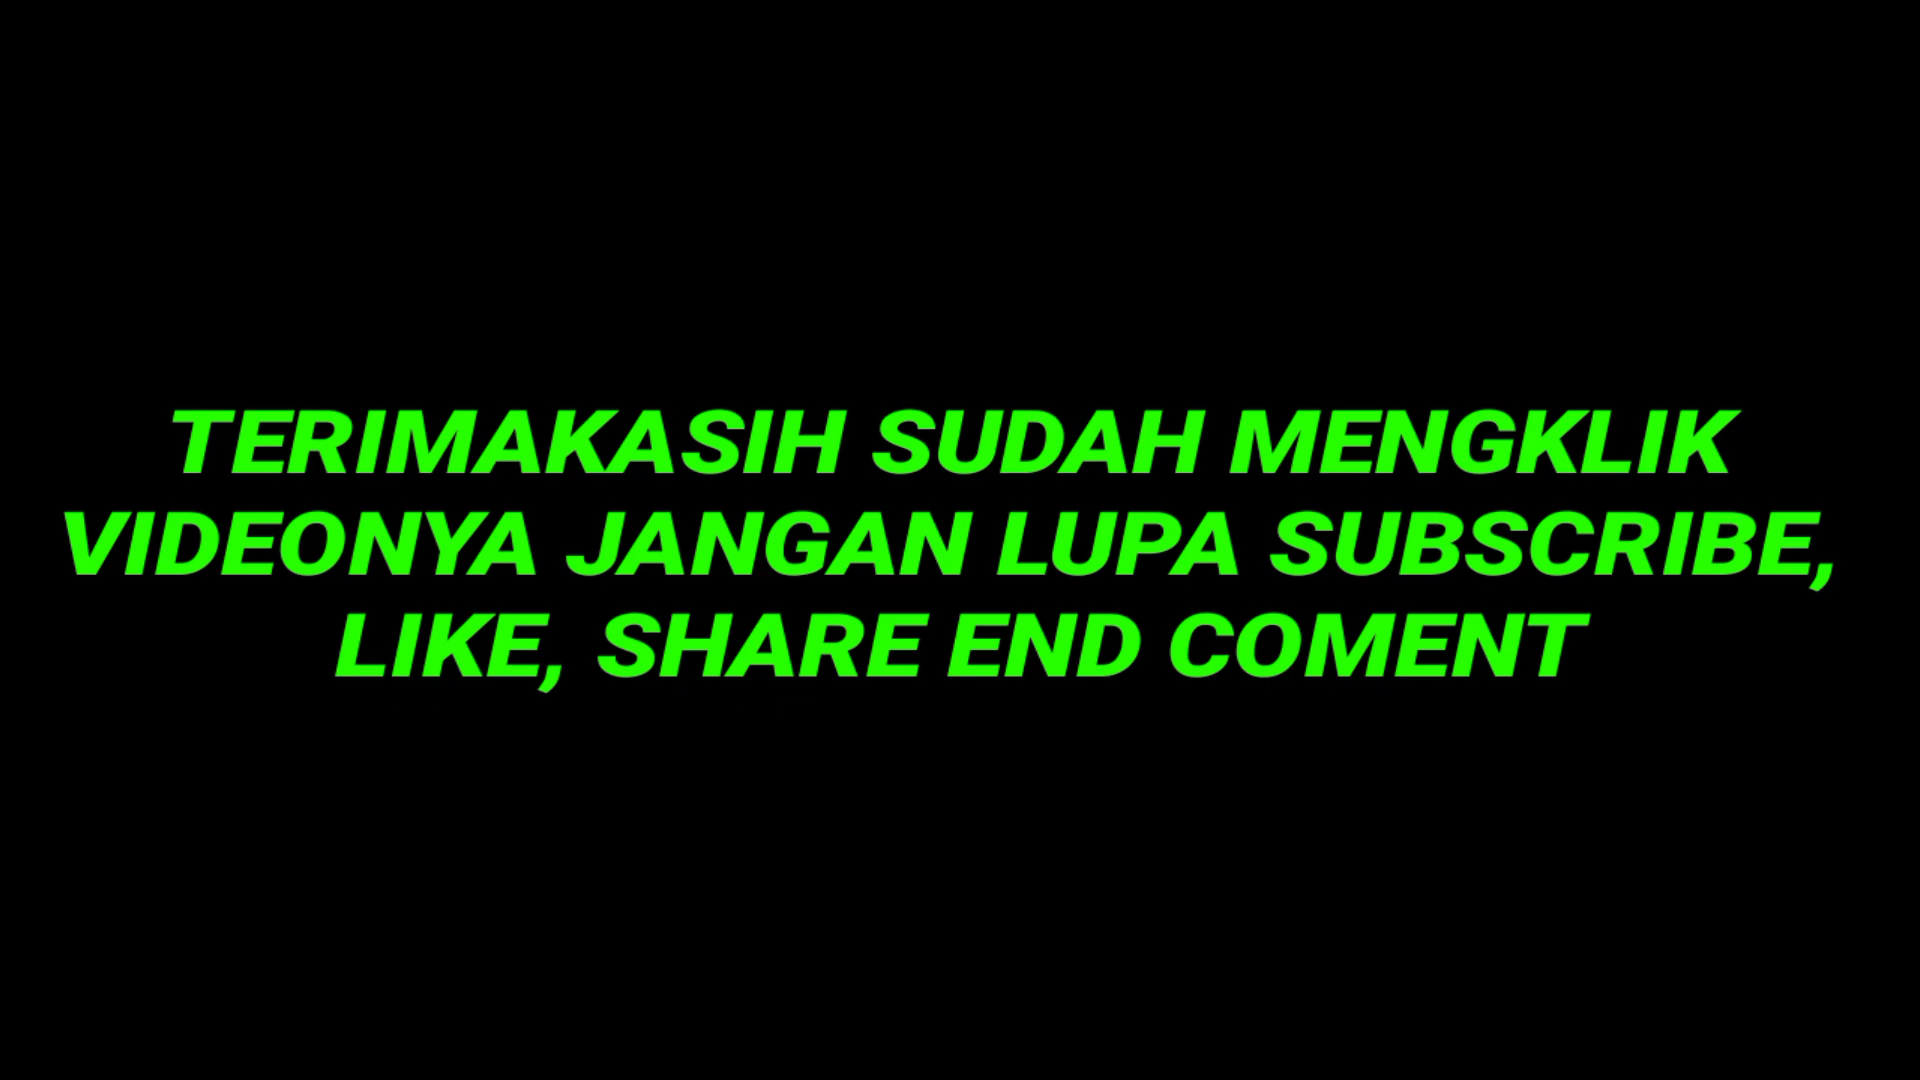 TERIMAKASIH SUDAH MENGKLIK
VIDEONYA JANGAN LUPA SUBSCRIBE,
LIKE, SHARE END COMENT